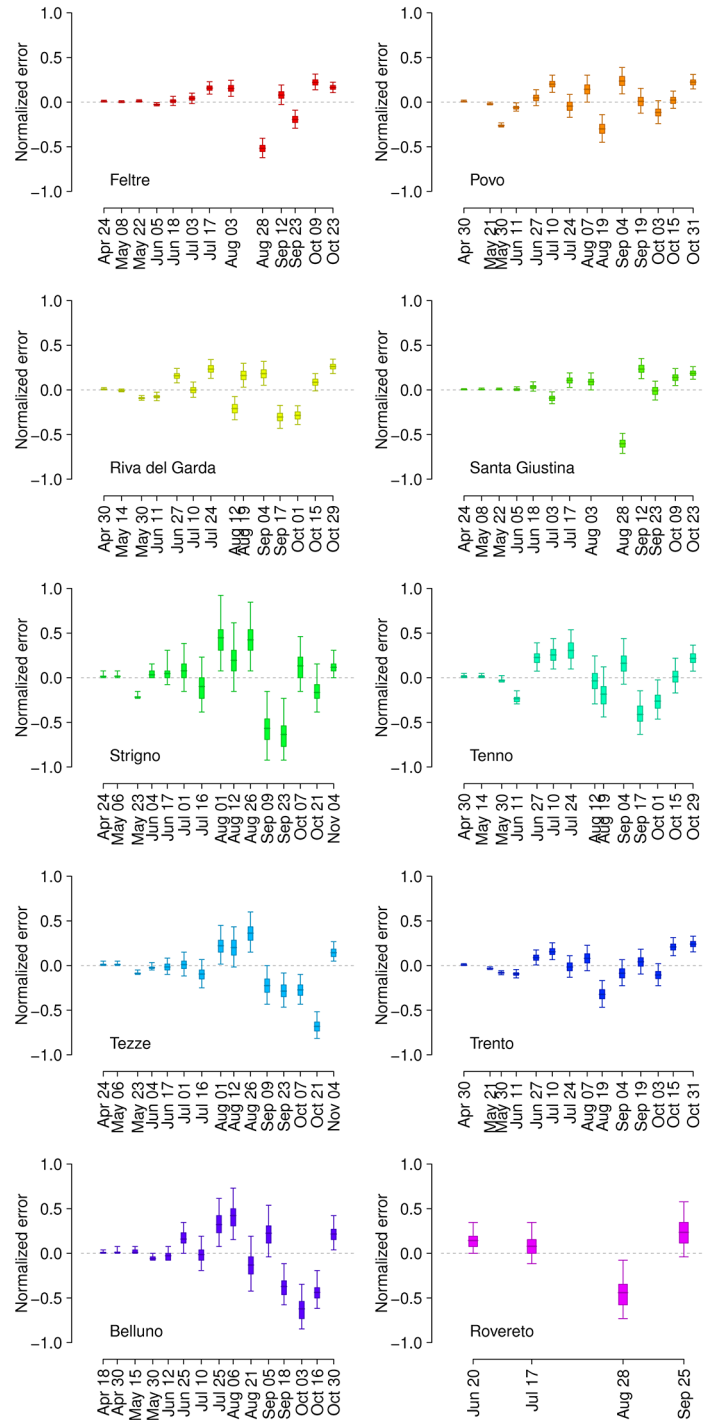 Normalized error
1.0
0.5
0.0
−0.5
−1.0
Feltre
Apr 24
May 08
May 22
Jun 05
Jun 18
Jul 03
Jul 17
Aug 03
Aug 28
Sep 12
Sep 23
Oct 09
Oct 23
Normalized error
1.0
0.5
0.0
−0.5
−1.0
Povo
Apr 30
May 21
May 30
Jun 11
Jun 27
Jul 10
Jul 24
Aug 07
Aug 19
Sep 04
Sep 19
Oct 03
Oct 15
Oct 31
Normalized error
1.0
0.5
0.0
−0.5
−1.0
Riva del Garda
Apr 30
May 14
May 30
Jun 11
Jun 27
Jul 10
Jul 24
Aug 12
Aug 19
Sep 04
Sep 17
Oct 01
Oct 15
Oct 29
Normalized error
1.0
0.5
0.0
−0.5
−1.0
Santa Giustina
Apr 24
May 08
May 22
Jun 05
Jun 18
Jul 03
Jul 17
Aug 03
Aug 28
Sep 12
Sep 23
Oct 09
Oct 23
Normalized error
1.0
0.5
0.0
−0.5
−1.0
Strigno
Apr 24
May 06
May 23
Jun 04
Jun 17
Jul 01
Jul 16
Aug 01
Aug 12
Aug 26
Sep 09
Sep 23
Oct 07
Oct 21
Nov 04
Normalized error
1.0
0.5
0.0
−0.5
−1.0
Tenno
Apr 30
May 14
May 30
Jun 11
Jun 27
Jul 10
Jul 24
Aug 12
Aug 19
Sep 04
Sep 17
Oct 01
Oct 15
Oct 29
Normalized error
1.0
0.5
0.0
−0.5
−1.0
Tezze
Apr 24
May 06
May 23
Jun 04
Jun 17
Jul 01
Jul 16
Aug 01
Aug 12
Aug 26
Sep 09
Sep 23
Oct 07
Oct 21
Nov 04
Normalized error
1.0
0.5
0.0
−0.5
−1.0
Trento
Apr 30
May 21
May 30
Jun 11
Jun 27
Jul 10
Jul 24
Aug 07
Aug 19
Sep 04
Sep 19
Oct 03
Oct 15
Oct 31
Normalized error
1.0
0.5
0.0
−0.5
−1.0
Belluno
Apr 18
Apr 30
May 15
May 30
Jun 12
Jun 25
Jul 10
Jul 25
Aug 06
Aug 21
Sep 05
Sep 18
Oct 03
Oct 16
Oct 30
Normalized error
1.0
0.5
0.0
−0.5
−1.0
Rovereto
Jun 20
Jul 17
Aug 28
Sep 25